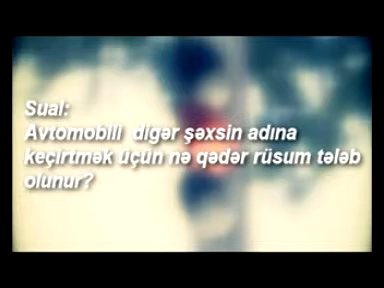 Sual:
Avtomobili digər şəxsin adına
keçirtmək üçün nə qədər rüsum tələb
olunur?